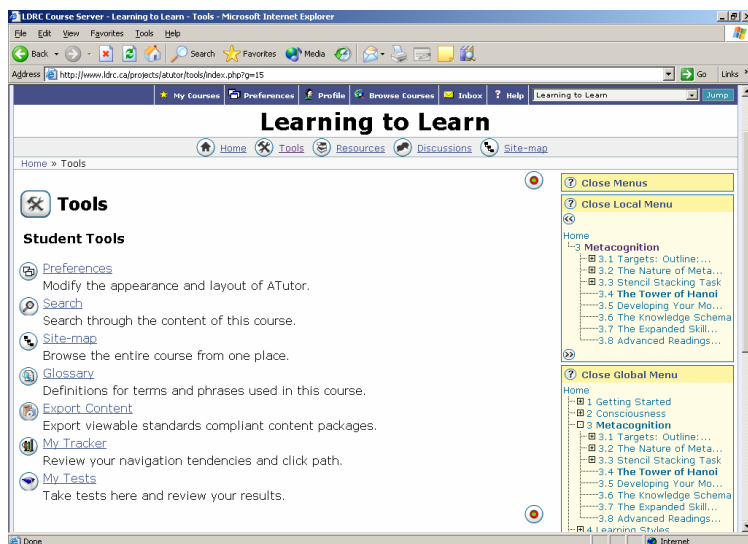 LDRC Course Server - Learning to Learn - Tools - Microsoft Internet Explorer
File Edit View Favorites Tools Help
Back Search Favorites Media
Address http://www.ldrc.ca/projects/atutor/tools/index.php?g=15 Go Links »
My Courses Preferences Profile Browse Courses Inbox ? Help Learning to Learn Jump
Learning to Learn
Home Tools Resources Discussions Site-map
Home » Tools
Tools
Student Tools
Preferences
Modify the appearance and layout of ATutor.
Search
Search through the content of this course.
Site-map
Browse the entire course from one place.
Glossary
Definitions for terms and phrases used in this course.
Export Content
Export viewable standards compliant content packages.
My Tracker
Review your navigation tendencies and click path.
My Tests
Take tests here and review your results.
? Close Menus
? Close Local Menu
Home
3 Metacognition
3.1 Targets: Outline:...
3.2 The Nature of Meta...
3.3 Stencil Stacking Task
3.4 The Tower of Hanoi
3.5 Developing Your Mo...
3.6 The Knowledge Schema
3.7 The Expanded Skill...
3.8 Advanced Readings...
? Close Global Menu
Home
1 Getting Started
2 Consciousness
3 Metacognition
3.1 Targets: Outline:...
3.2 The Nature of Meta...
3.3 Stencil Stacking Task
3.4 The Tower of Hanoi
3.5 Developing Your Mo...
3.6 The Knowledge Schema
3.7 The Expanded Skill...
3.8 Advanced Readings...
4 Learning Styles
Done Internet